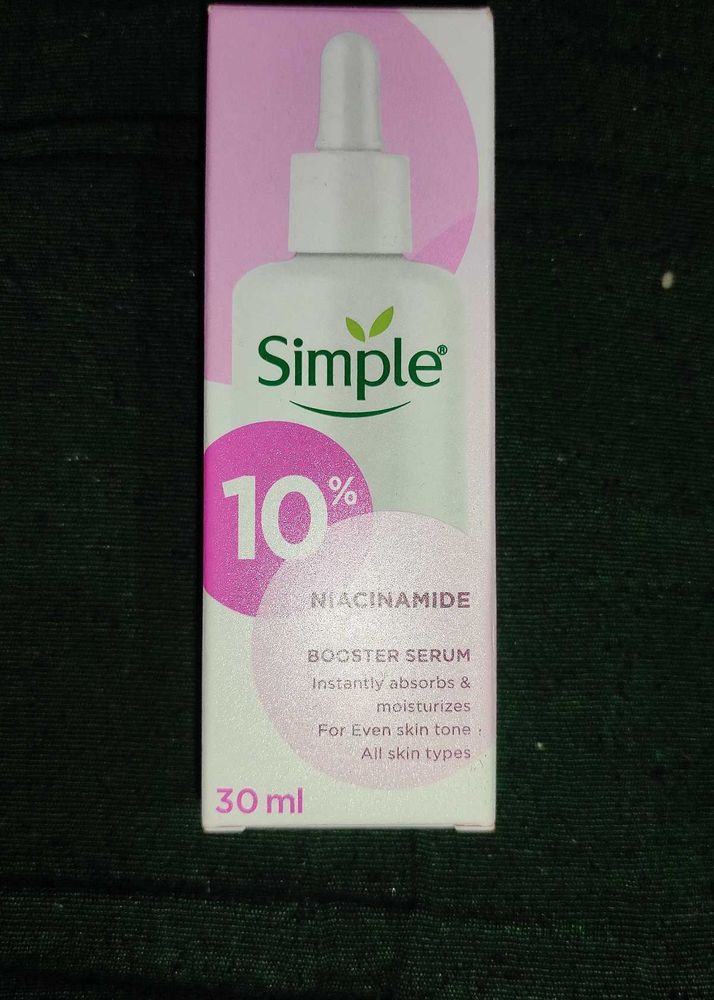 Simple®
10%
NIACINAMIDE
BOOSTER SERUM
Instantly absorbs &
moisturizes
For Even skin tone
All skin types
30 ml